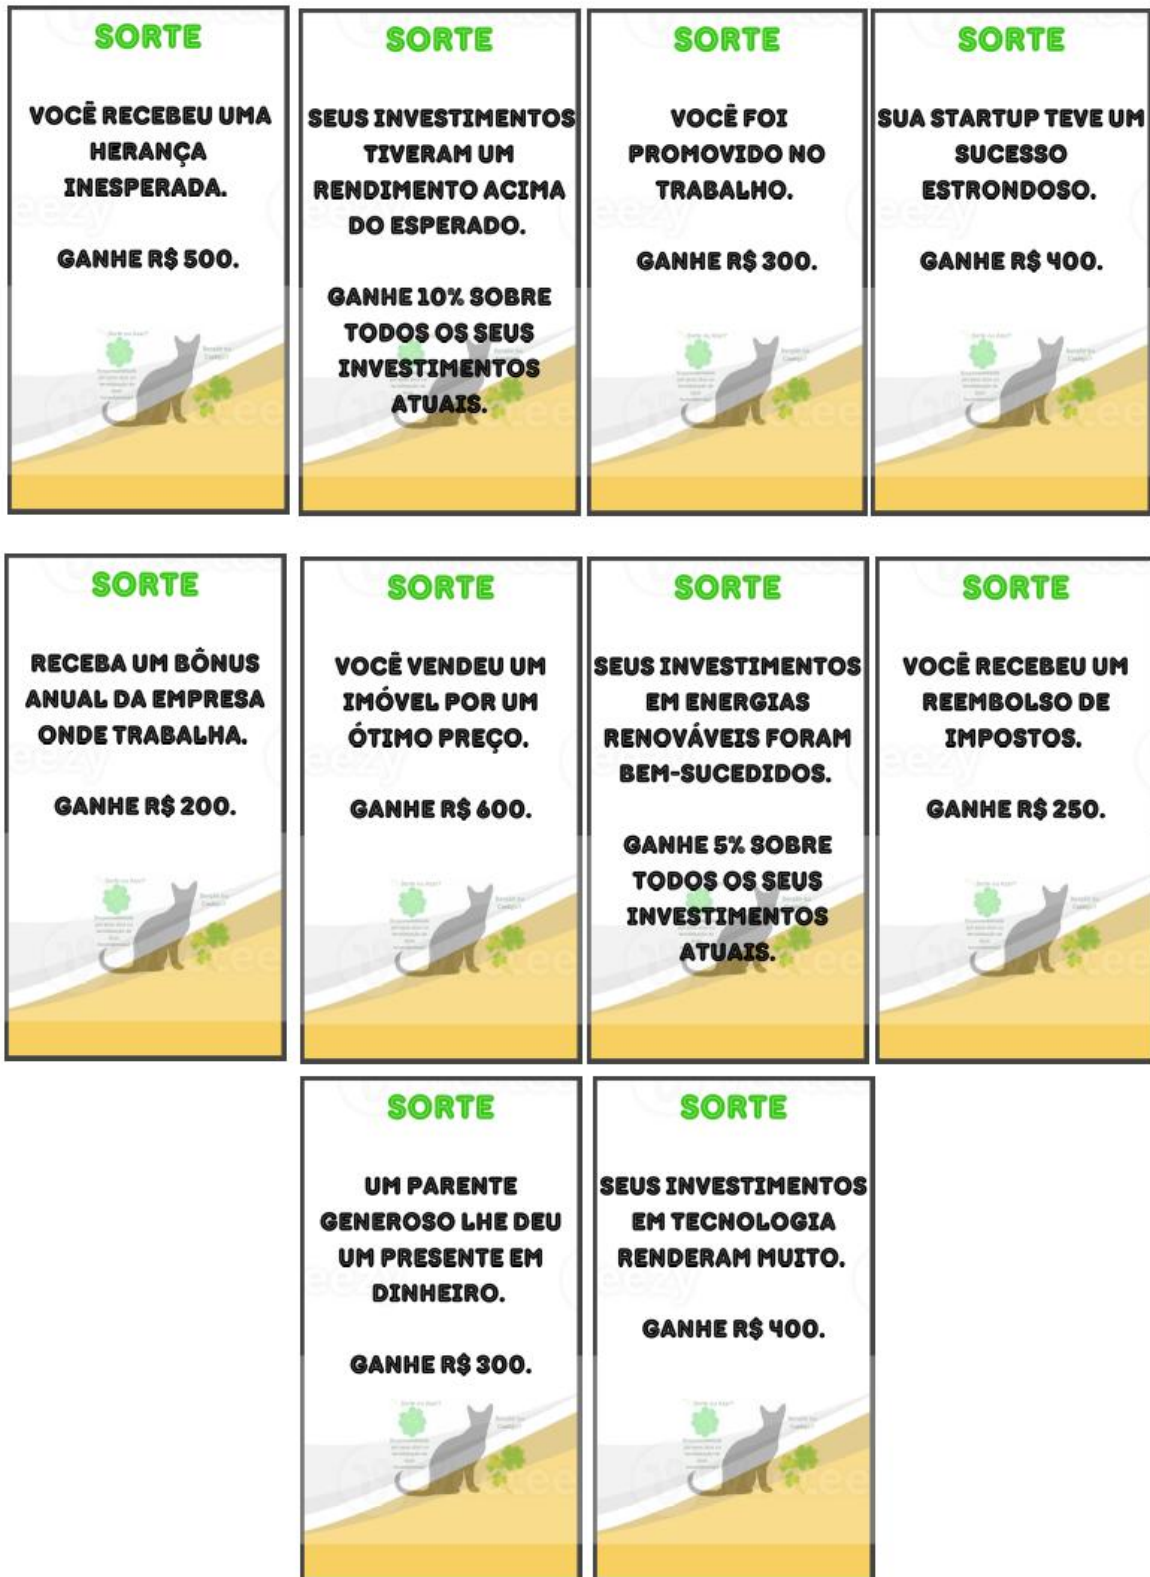 SORTE
VOCÊ RECEBEU UMA
HERANÇA
INESPERADA.
GANHE R$ 500.
SORTE
SEUS INVESTIMENTOS
TIVERAM UM
RENDIMENTO ACIMA
DO ESPERADO.
GANHE 10% SOBRE
TODOS OS SEUS
INVESTIMENTOS
ATUAIS.
SORTE
VOCÊ FOI
PROMOVIDO NO
TRABALHO.
GANHE R$ 300.
SORTE
SUA STARTUP TEVE UM
SUCESSO
ESTRONDOSO.
GANHE R$ 400.
SORTE
RECEBA UM BÔNUS
ANUAL DA EMPRESA
ONDE TRABALHA.
GANHE R$ 200.
SORTE
VOCÊ VENDEU UM
IMÓVEL POR UM
ÓTIMO PREÇO.
GANHE R$ 600.
SORTE
SEUS INVESTIMENTOS
EM ENERGIAS
RENOVÁVEIS FORAM
BEM-SUCEDIDOS.
GANHE 5% SOBRE
TODOS OS SEUS
INVESTIMENTOS
ATUAIS.
SORTE
VOCÊ RECEBEU UM
REEMBOLSO DE
IMPOSTOS.
GANHE R$ 250.
SORTE
UM PARENTE
GENEROSO LHE DEU
UM PRESENTE EM
DINHEIRO.
GANHE R$ 300.
SORTE
SEUS INVESTIMENTOS
EM TECNOLOGIA
RENDERAM MUITO.
GANHE R$ 400.